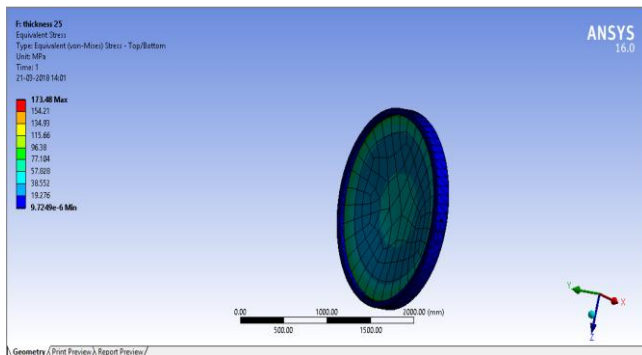 F: thickness 25
Equivalent Stress
Type: Equivalent (von-Mises) Stress - Top/Bottom
Unit: MPa
Time: 1
21-03-2018 14:01
173.48 Max
154.21
134.93
115.66
96.38
77.104
57.828
38.552
19.276
9.7249e-6 Min
ANSYS
16.0
0.00 1000.00 2000.00 (mm)
500.00 1500.00
Y X
Z
Geometry Print Preview Report Preview